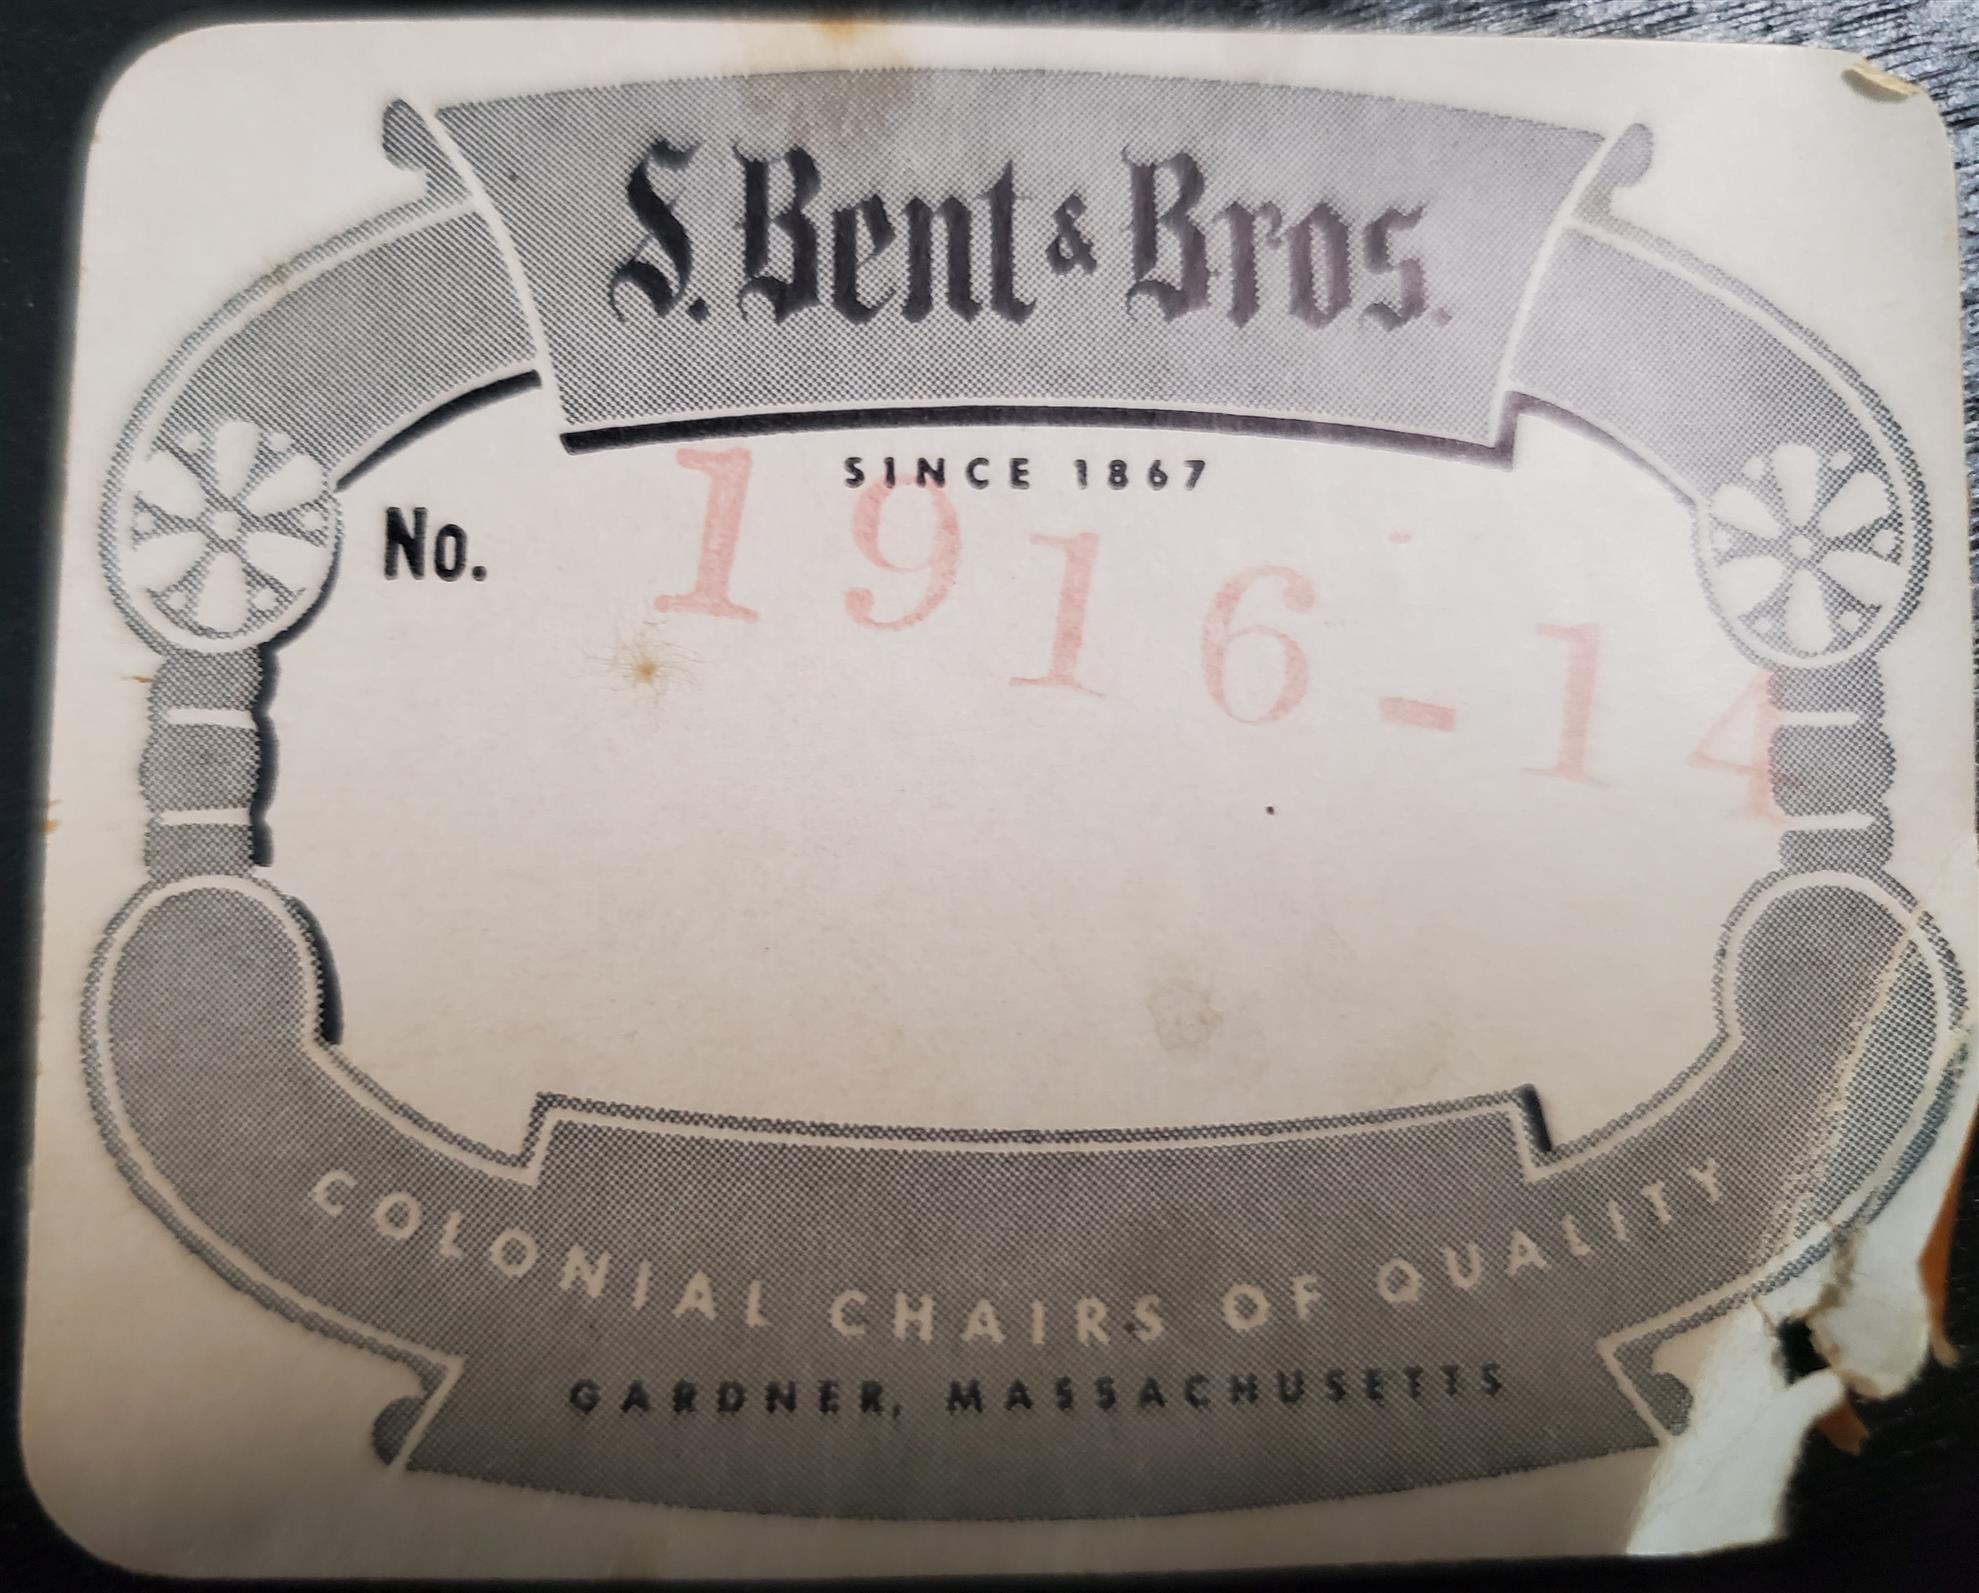 S. Bent & Bros.
SINCE 1867
No. 1916-14
COLONIAL CHAIRS OF QUALITY
GARDNER, MASSACHUSETTS